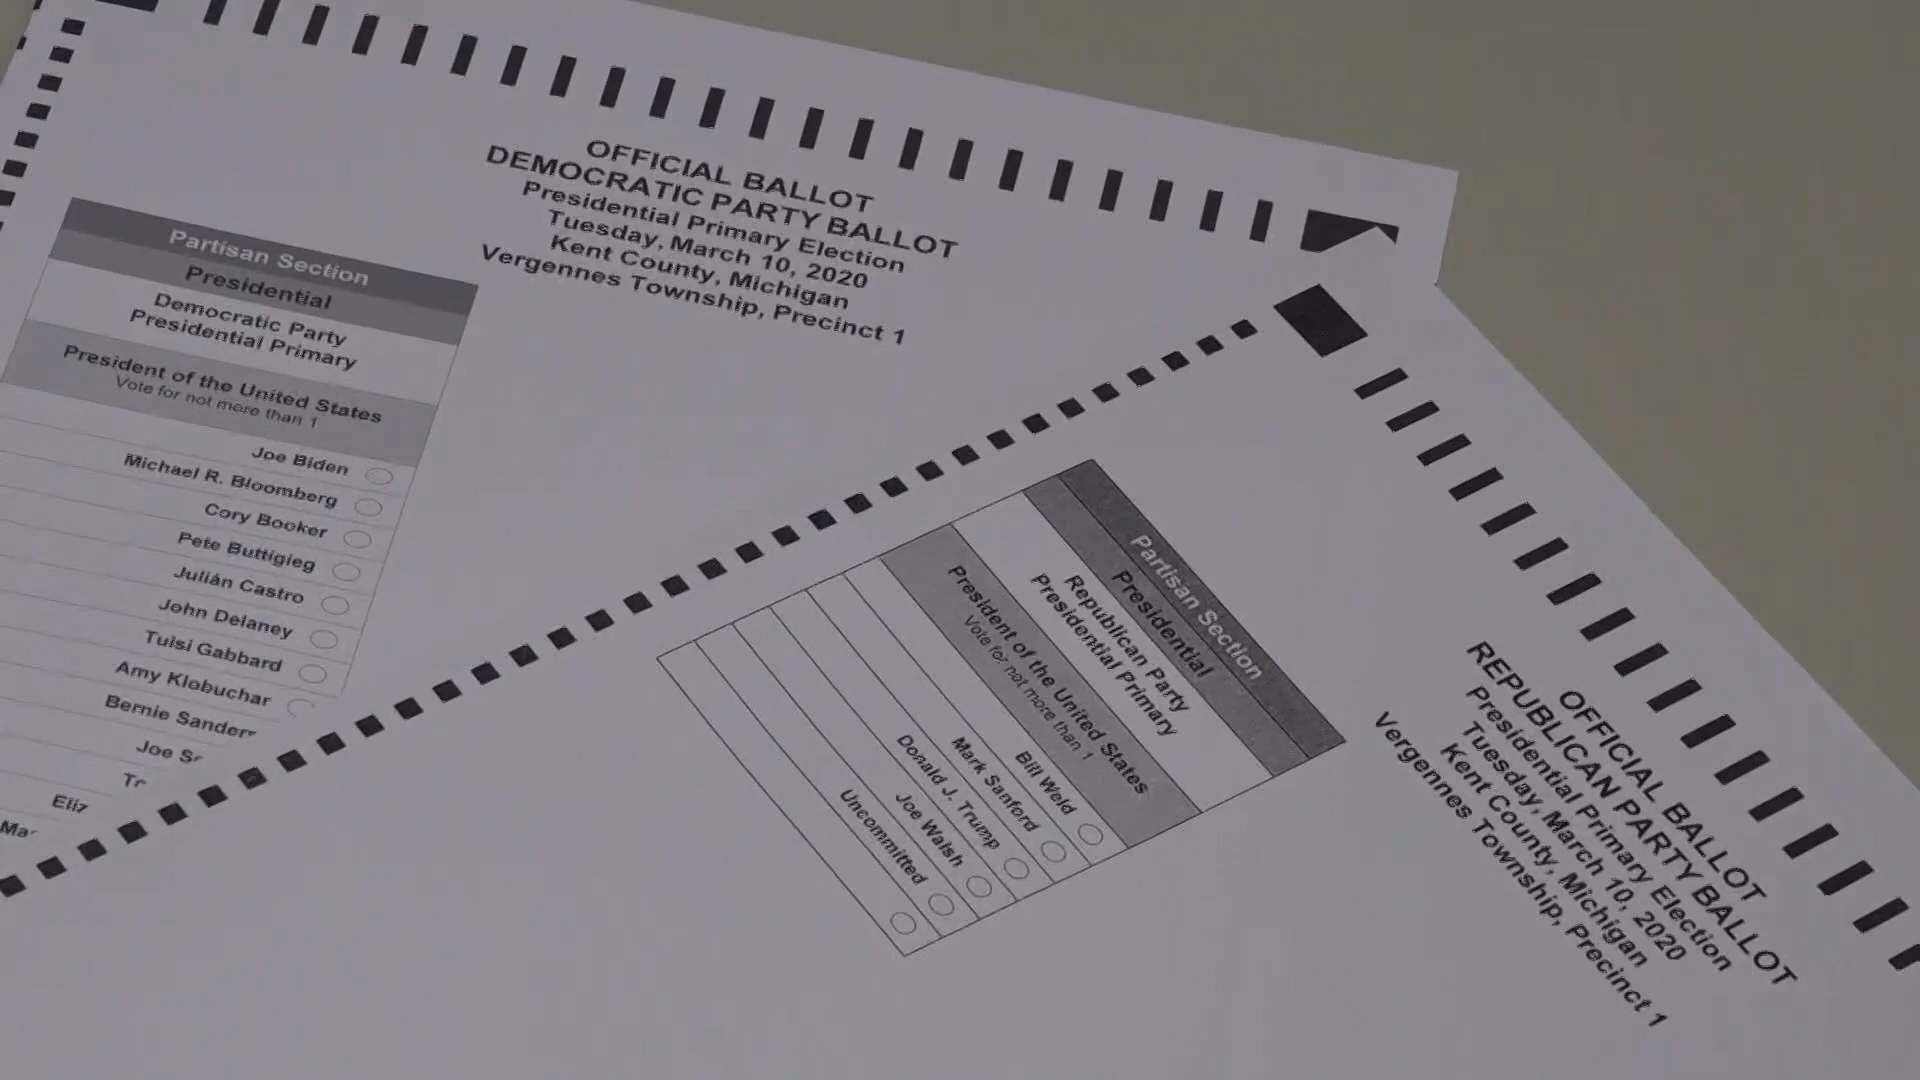 OFFICIAL BALLOT
DEMOCRATIC PARTY BALLOT
Presidential Primary Election
Tuesday, March 10, 2020
Kent County, Michigan
Vergennes Township, Precinct 1
Partisan Section
Presidential
Democratic Party
Presidential Primary
President of the United States
Vote for not more than 1
Joe Biden
Michael R. Bloomberg
Cory Booker
Pete Buttigieg
Julián Castro
John Delaney
Tulsi Gabbard
Amy Klobuchar
Bernie Sanders
Joe
OFFICIAL BALLOT
REPUBLICAN PARTY BALLOT
Presidential Primary Election
Tuesday, March 10, 2020
Kent County, Michigan
Vergennes Township, Precinct 1
Partisan Section
Presidential
Republican Party
Presidential Primary
President of the United States
Vote for not more than 1
Bill Weld
Mark Sanford
Donald J. Trump
Joe Walsh
Uncommitted